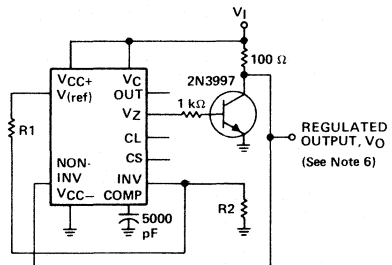 VI
100 Ω
2N3997
VCC+
V(ref)
VC
OUT
VZ
1 kΩ
R1
CL
CS
NON-
INV
INV
VCC−
COMP
5000
pF
R2
REGULATED
OUTPUT, VO
(See Note 6)